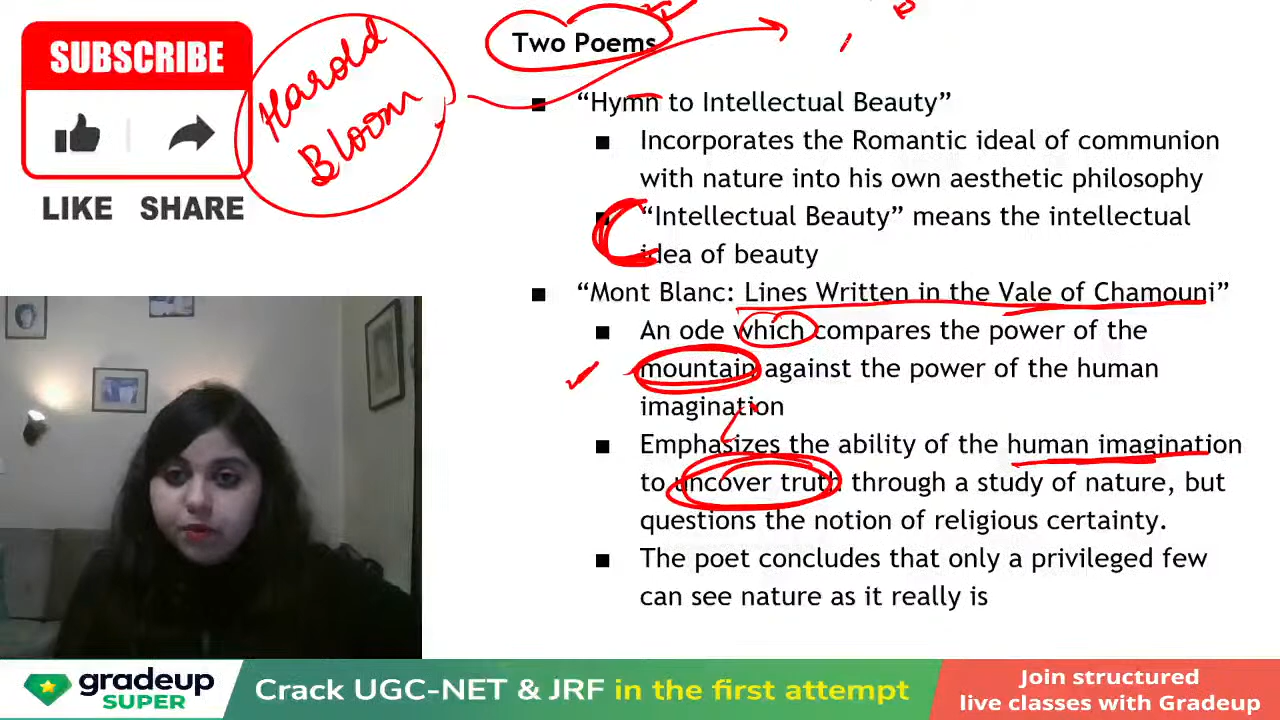 SUBSCRIBE
LIKE SHARE
Harold
Bloom
Two Poems
“Hymn to Intellectual Beauty”
Incorporates the Romantic ideal of communion
with nature into his own aesthetic philosophy
“Intellectual Beauty” means the intellectual
idea of beauty
“Mont Blanc: Lines Written in the Vale of Chamouni”
An ode which compares the power of the
mountain against the power of the human
imagination
Emphasizes the ability of the human imagination
to uncover truth through a study of nature, but
questions the notion of religious certainty.
The poet concludes that only a privileged few
can see nature as it really is
gradeup
SUPER
Crack UGC-NET & JRF in the first attempt
Join structured
live classes with Gradeup